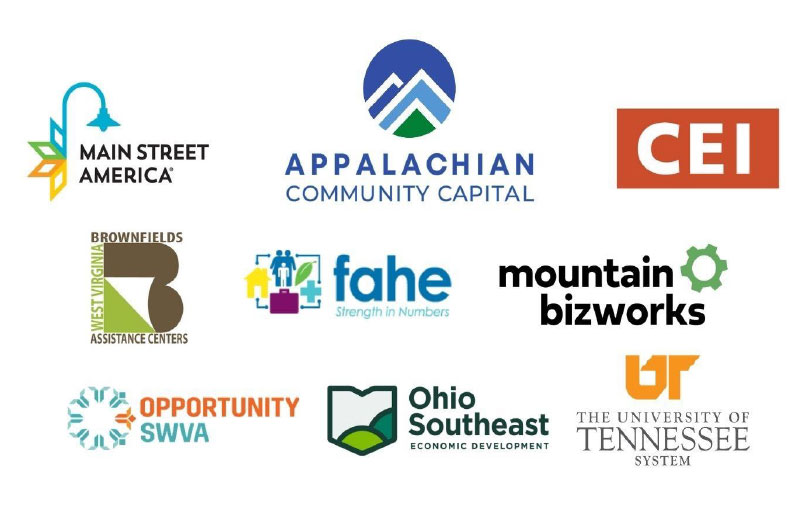 MAIN STREET
AMERICA®
APPALACHIAN
COMMUNITY CAPITAL
CEI
BROWNFIELDS
WEST VIRGINIA
B
ASSISTANCE CENTERS
fahe
Strength in Numbers
mountain
bizworks
OPPORTUNITY
SWVA
Ohio
Southeast
ECONOMIC DEVELOPMENT
UT
THE UNIVERSITY OF
TENNESSEE
SYSTEM